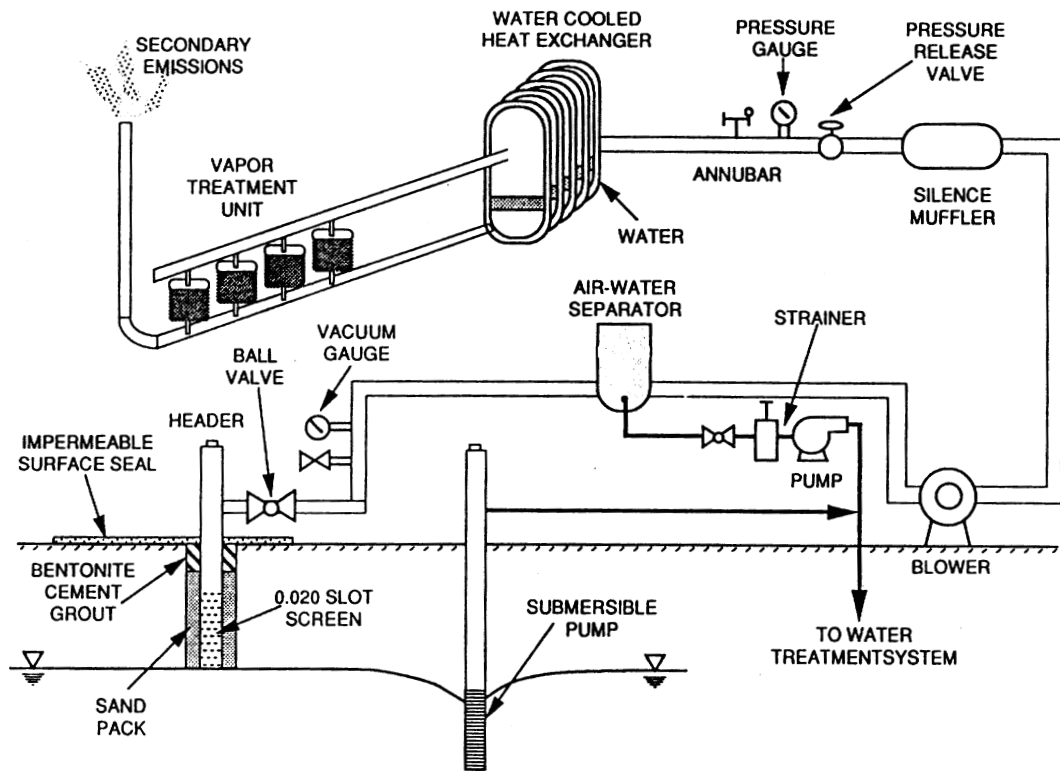 SECONDARY
EMISSIONS
WATER COOLED
HEAT EXCHANGER
PRESSURE
GAUGE
PRESSURE
RELEASE
VALVE
VAPOR
TREATMENT
UNIT
ANNUBAR
SILENCE
MUFFLER
WATER
AIR-WATER
SEPARATOR
STRAINER
VACUUM
GAUGE
BALL
VALVE
HEADER
IMPERMEABLE
SURFACE SEAL
PUMP
BLOWER
BENTONITE
CEMENT
GROUT
0.020 SLOT
SCREEN
SUBMERSIBLE
PUMP
TO WATER
TREATMENTSYSTEM
SAND
PACK